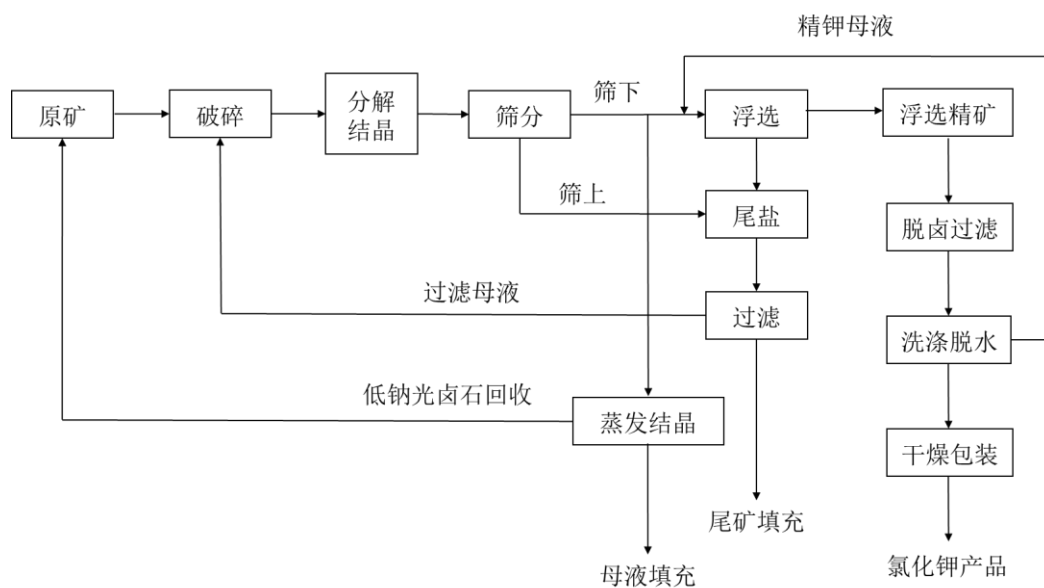 精钾母液
原矿
破碎
分解
结晶
筛分
筛下
浮选
浮选精矿
筛上
尾盐
脱卤过滤
过滤母液
过滤
洗涤脱水
低钠光卤石回收
蒸发结晶
干燥包装
尾矿填充
母液填充
氯化钾产品